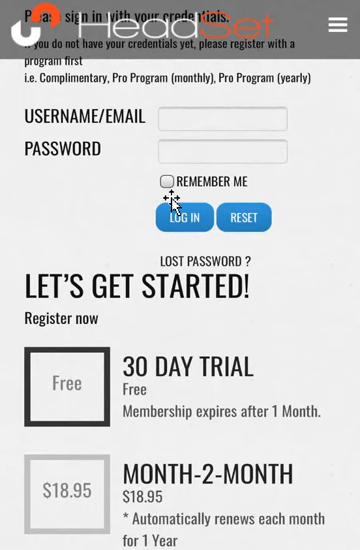 Please sign in with your credentials.
HeadSet
If you do not have your credentials yet, please register with a
program first
i.e. Complimentary, Pro Program (monthly), Pro Program (yearly)
USERNAME/EMAIL
PASSWORD
REMEMBER ME
LOG IN RESET
LOST PASSWORD ?
LET'S GET STARTED!
Register now
Free
30 DAY TRIAL
Free
Membership expires after 1 Month.
$18.95
MONTH-2-MONTH
$18.95
* Automatically renews each month
for 1 Year